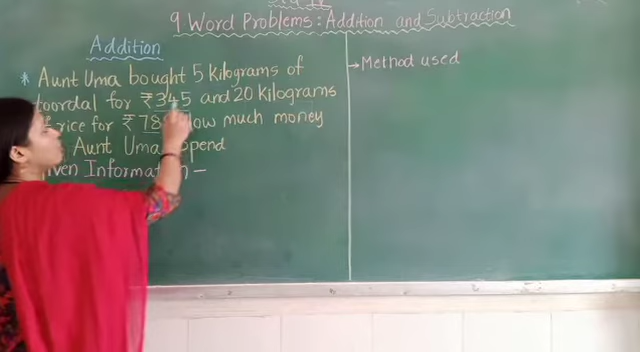 9 Word Problems: Addition and Subtraction
Addition
* Aunt Uma bought 5 kilograms of
toordal for ₹345 and 20 kilograms
rice for ₹78 How much money
Aunt Uma spend
Information –
→ Method used